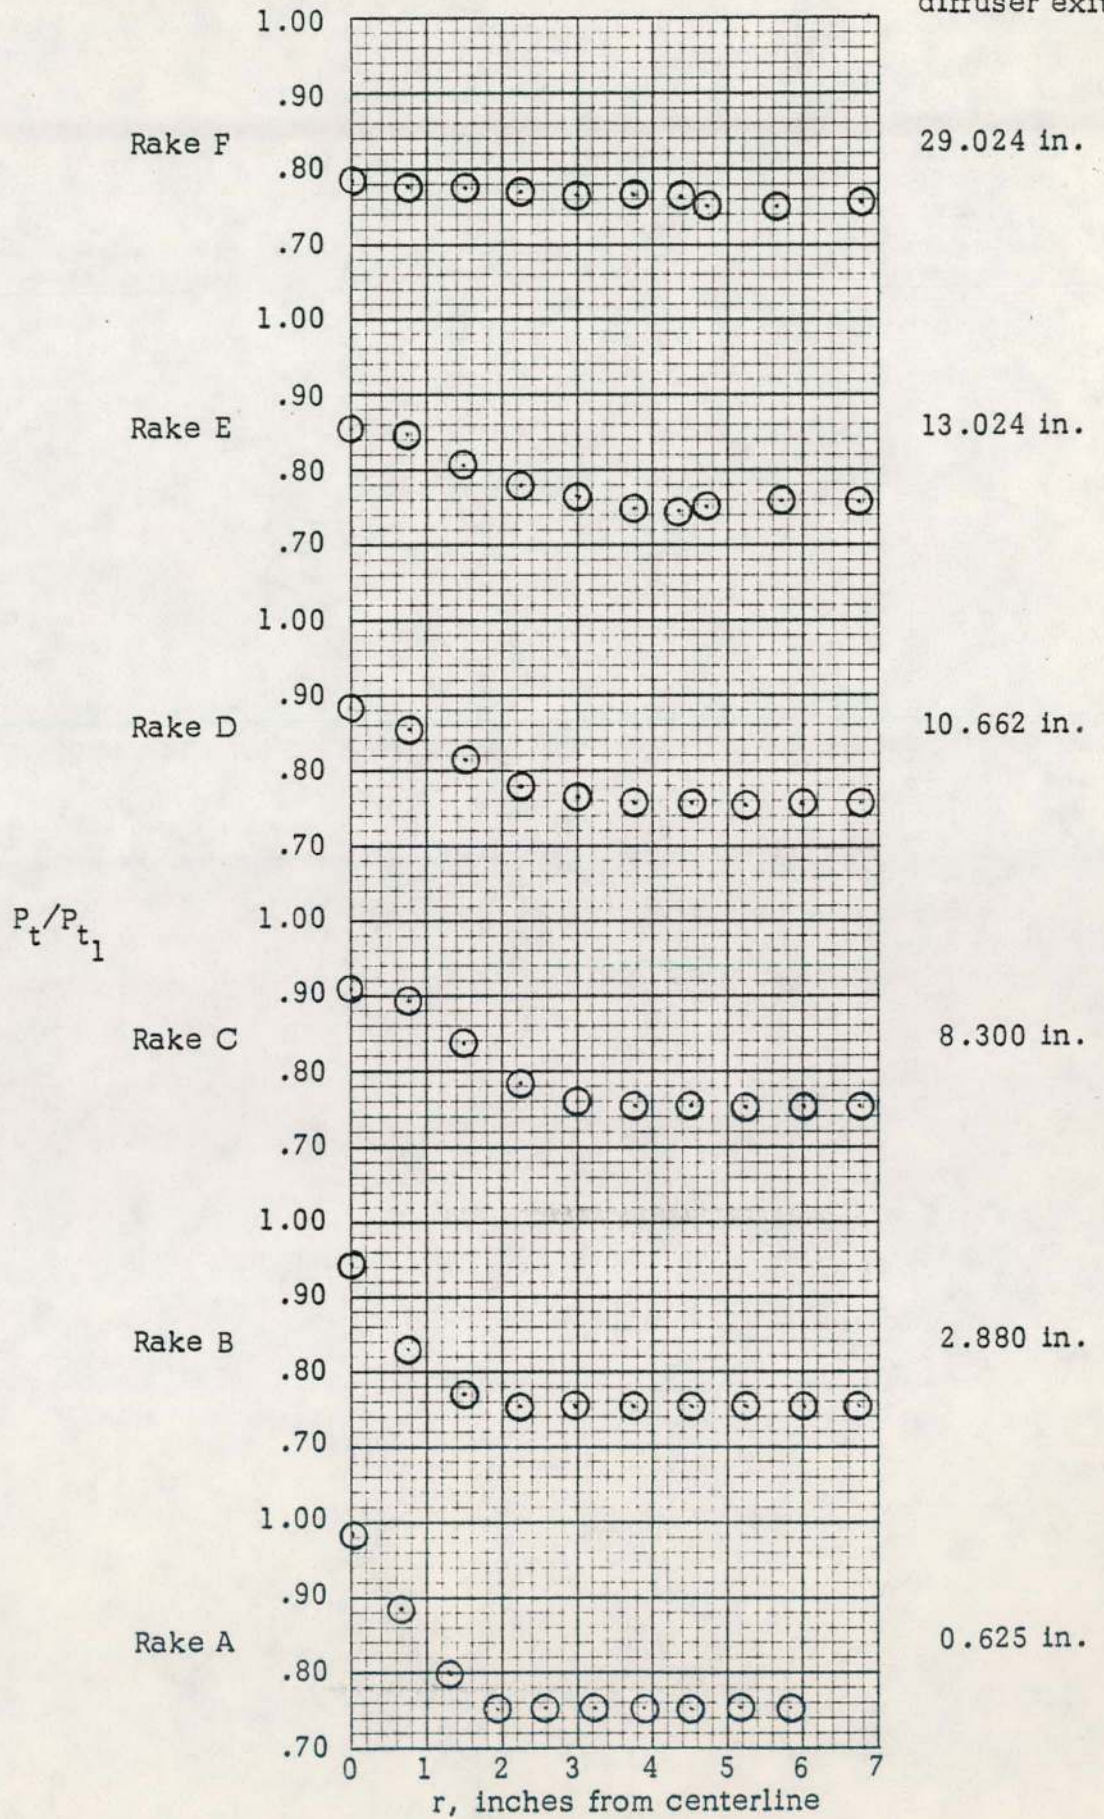 diffuser exit
1.00
.90
Rake F 29.024 in.
.80
.70
1.00
.90
Rake E 13.024 in.
.80
.70
1.00
.90
Rake D 10.662 in.
.80
.70
Pt/Pt1
1.00
.90
Rake C 8.300 in.
.80
.70
1.00
.90
Rake B 2.880 in.
.80
.70
1.00
.90
Rake A 0.625 in.
.80
.70
0 1 2 3 4 5 6 7
r, inches from centerline